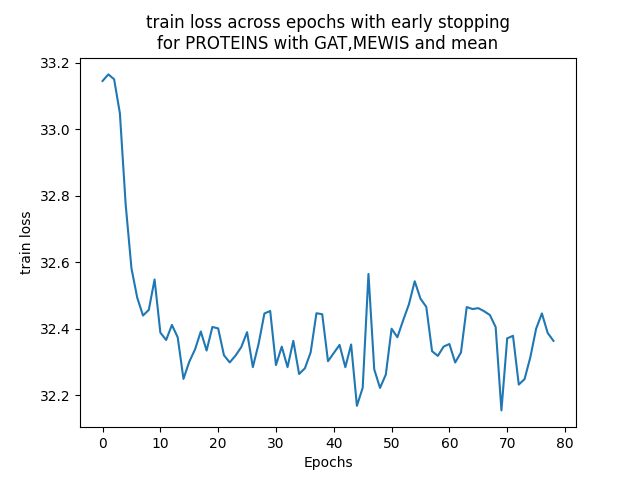 train loss across epochs with early stopping
for PROTEINS with GAT,MEWIS and mean
33.2
33.0
32.8
32.6
32.4
32.2
train loss
0 10 20 30 40 50 60 70 80
Epochs